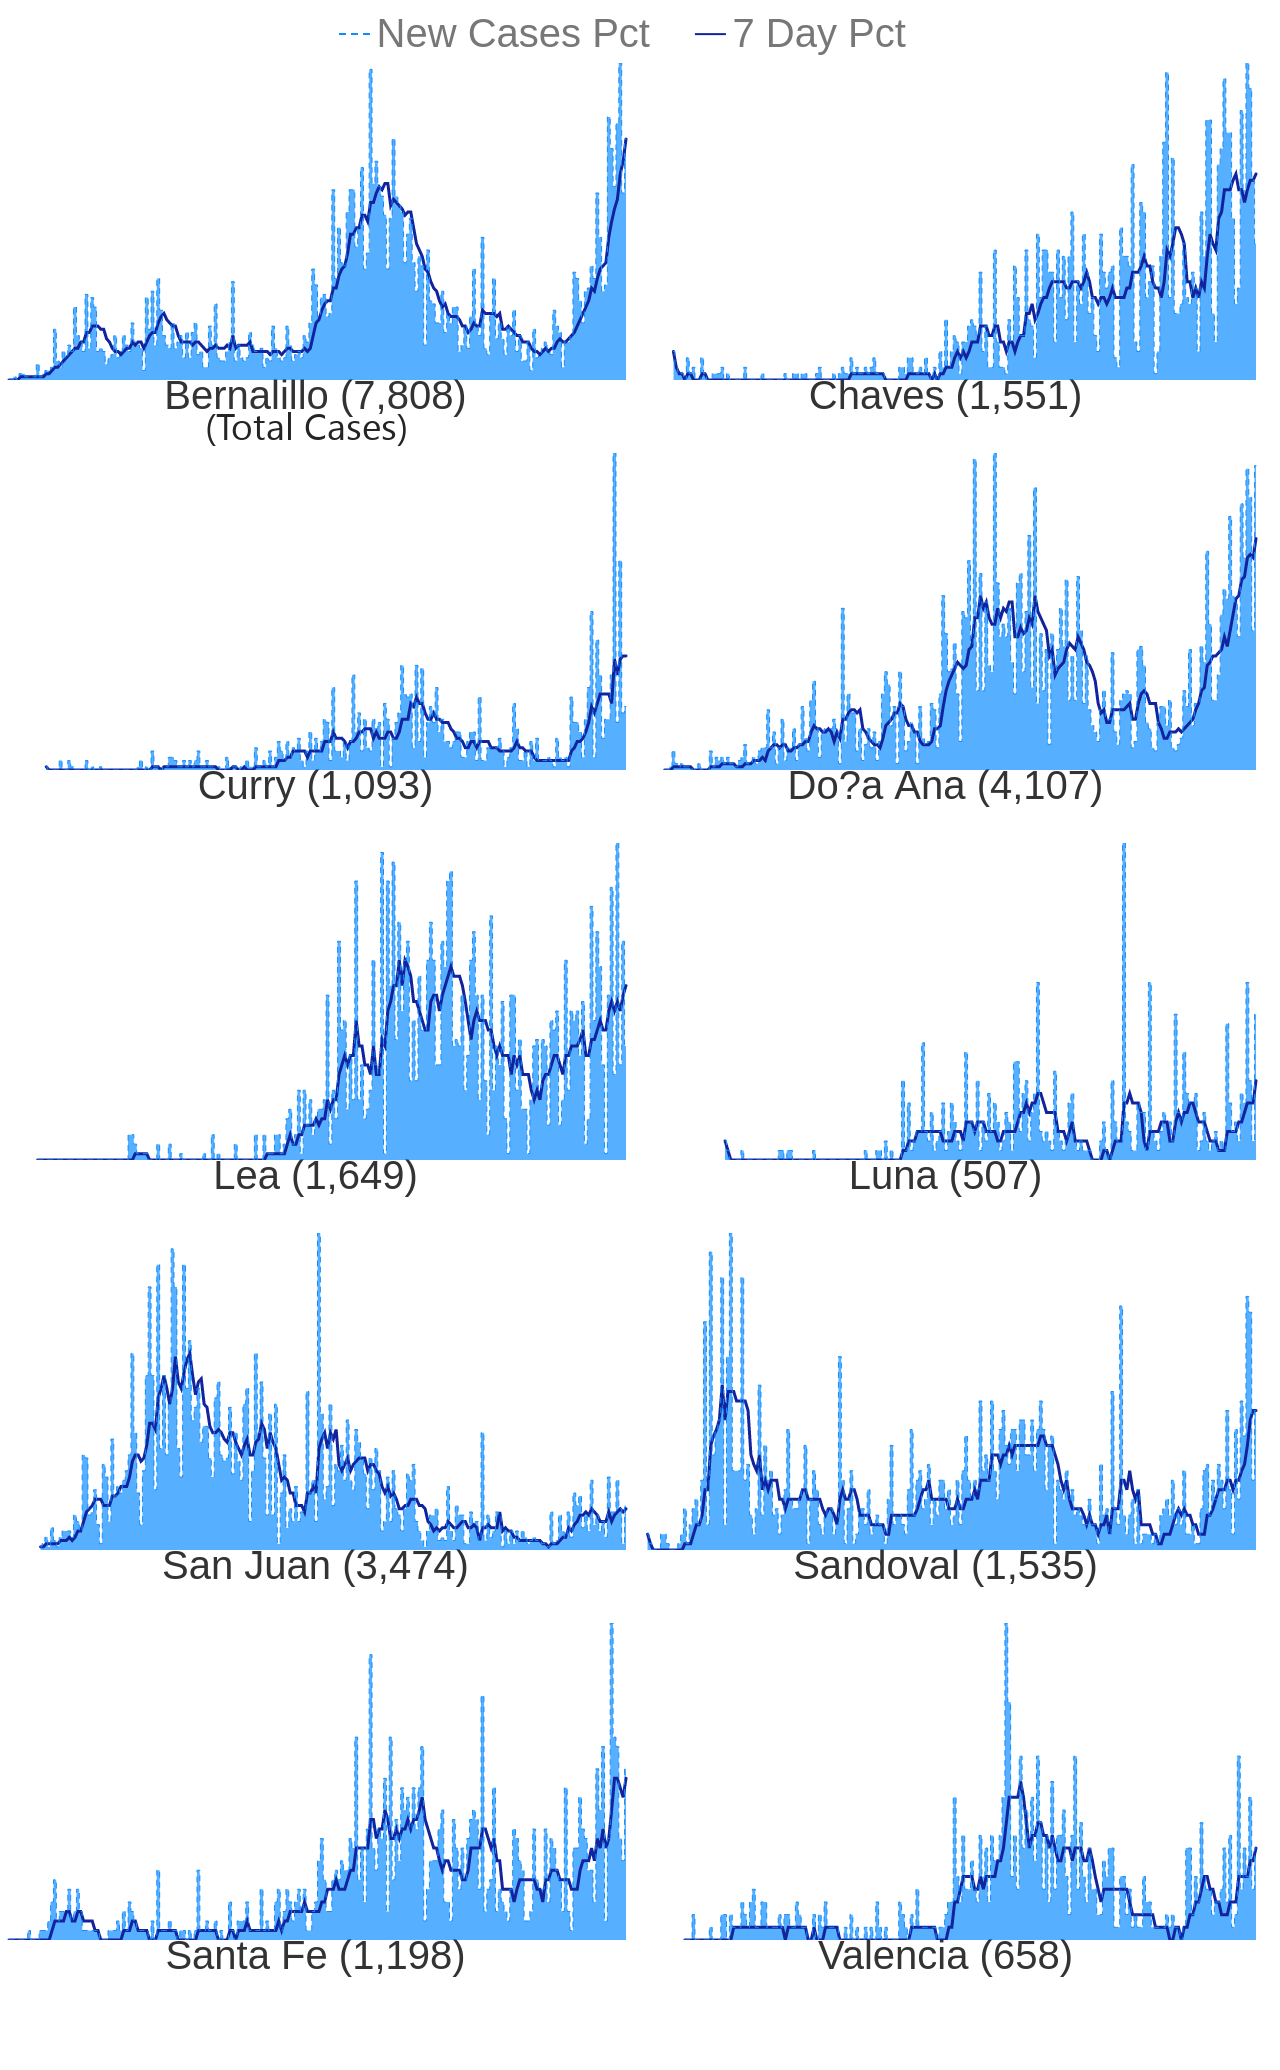 New Cases Pct 7 Day Pct
Bernalillo (7,808) Chaves (1,551)
(Total Cases)
Curry (1,093) Do?a Ana (4,107)
Lea (1,649) Luna (507)
San Juan (3,474) Sandoval (1,535)
Santa Fe (1,198) Valencia (658)